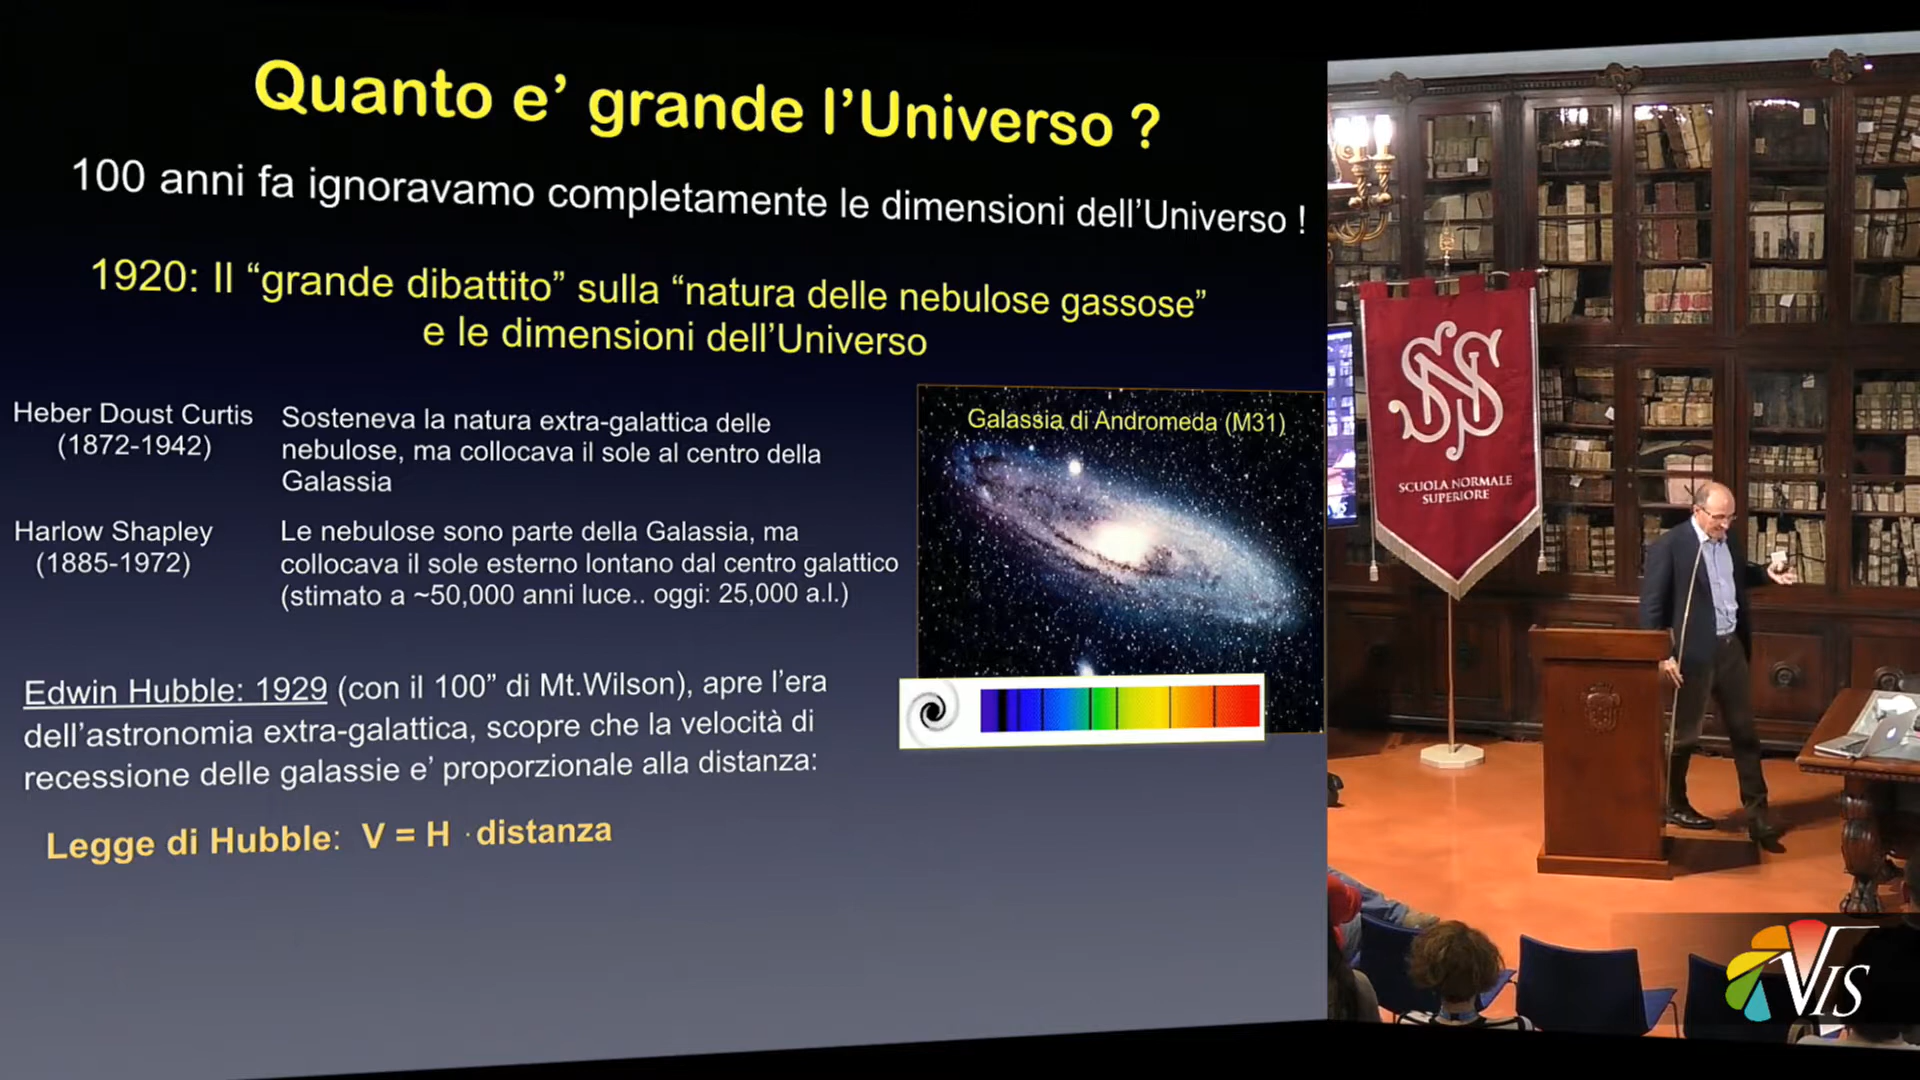 Quanto e’ grande l’Universo ?
100 anni fa ignoravamo completamente le dimensioni dell’Universo !
1920: Il “grande dibattito” sulla “natura delle nebulose gassose”
e le dimensioni dell’Universo
Heber Doust Curtis
(1872-1942)
Sosteneva la natura extra-galattica delle
nebulose, ma collocava il sole al centro della
Galassia
Harlow Shapley
(1885-1972)
Le nebulose sono parte della Galassia, ma
collocava il sole esterno lontano dal centro galattico
(stimato a ~50,000 anni luce.. oggi: 25,000 a.l.)
Galassia di Andromeda (M31)
Edwin Hubble: 1929 (con il 100” di Mt.Wilson), apre l’era
dell’astronomia extra-galattica, scopre che la velocità di
recessione delle galassie e’ proporzionale alla distanza:
Legge di Hubble: V = H · distanza
SNS
SCUOLA NORMALE
SUPERIORE
VIS